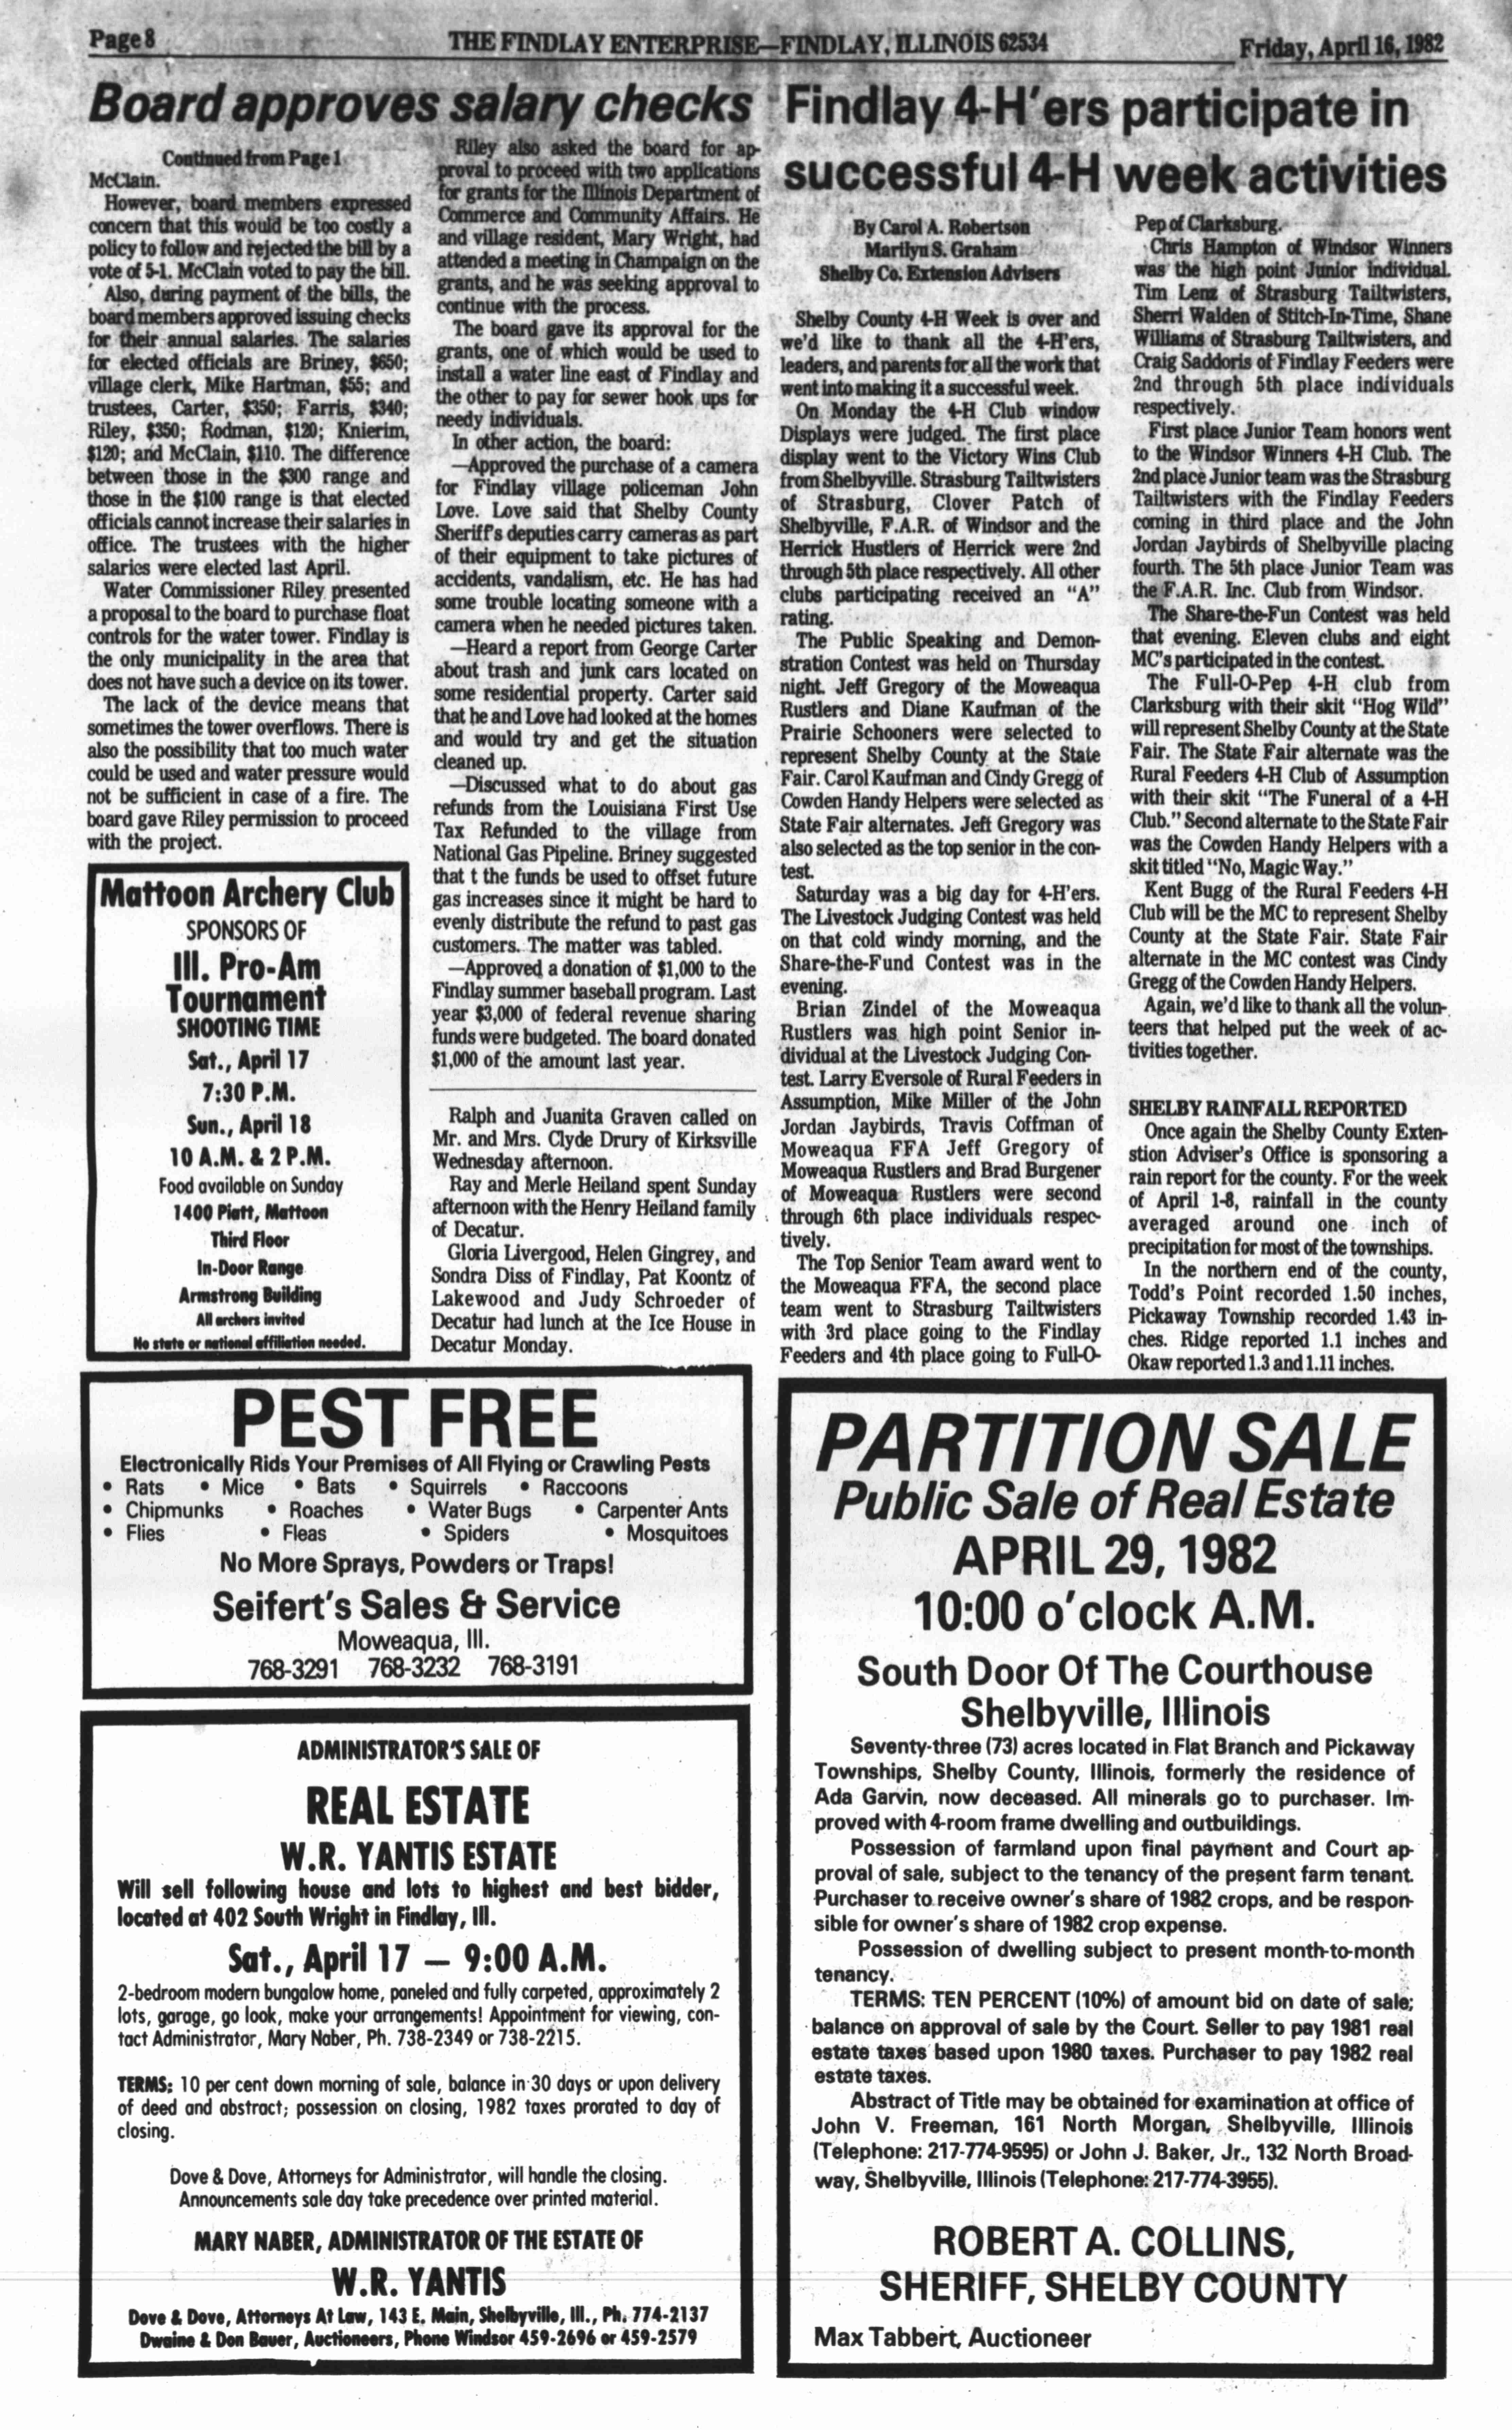 Page 8
THE FINDLAY ENTERPRISE—FINDLAY, ILLINOIS 62534
Friday, April 16, 1982
Board approves salary checks
Continued from Page 1
McClain.
However, board members expressed
concern that this would be too costly a
policy to follow and rejected the bill by a
vote of 5-1. McClain voted to pay the bill.
Also, during payment of the bills, the
board members approved issuing checks
for their annual salaries. The salaries
for elected officials are Briney, $650;
village clerk, Mike Hartman, $55; and
trustees, Carter, $350; Farris, $340;
Riley, $350; Rodman, $120; Knierim,
$120; and McClain, $110. The difference
between those in the $300 range and
those in the $100 range is that elected
officials cannot increase their salaries in
office. The trustees with the higher
salaries were elected last April.
Water Commissioner Riley presented
a proposal to the board to purchase float
controls for the water tower. Findlay is
the only municipality in the area that
does not have such a device on its tower.
The lack of the device means that
sometimes the tower overflows. There is
also the possibility that too much water
could be used and water pressure would
not be sufficient in case of a fire. The
board gave Riley permission to proceed
with the project.
Riley also asked the board for ap-
proval to proceed with two applications
for grants for the Illinois Department of
Commerce and Community Affairs. He
and village resident, Mary Wright, had
attended a meeting in Champaign on the
grants, and he was seeking approval to
continue with the process.
The board gave its approval for the
grants, one of which would be used to
install a water line east of Findlay and
the other to pay for sewer hook ups for
needy individuals.
In other action, the board:
—Approved the purchase of a camera
for Findlay village policeman John
Love. Love said that Shelby County
Sheriff's deputies carry cameras as part
of their equipment to take pictures of
accidents, vandalism, etc. He has had
some trouble locating someone with a
camera when he needed pictures taken.
—Heard a report from George Carter
about trash and junk cars located on
some residential property. Carter said
that he and Love had looked at the homes
and would try and get the situation
cleaned up.
—Discussed what to do about gas
refunds from the Louisiana First Use
Tax Refunded to the village from
National Gas Pipeline. Briney suggested
that t the funds be used to offset future
gas increases since it might be hard to
evenly distribute the refund to past gas
customers. The matter was tabled.
—Approved a donation of $1,000 to the
Findlay summer baseball program. Last
year $3,000 of federal revenue sharing
funds were budgeted. The board donated
$1,000 of the amount last year.
Ralph and Juanita Graven called on
Mr. and Mrs. Clyde Drury of Kirksville
Wednesday afternoon.
Ray and Merle Heiland spent Sunday
afternoon with the Henry Heiland family
of Decatur.
Gloria Livergood, Helen Gingrey, and
Sondra Diss of Findlay, Pat Koontz of
Lakewood and Judy Schroeder of
Decatur had lunch at the Ice House in
Decatur Monday.
Findlay 4-H'ers participate in
successful 4-H week activities
By Carol A. Robertson
Marilyn S. Graham
Shelby Co. Extension Advisers
Shelby County 4-H Week is over and
we'd like to thank all the 4-H'ers,
leaders, and parents for all the work that
went into making it a successful week.
On Monday the 4-H Club window
Displays were judged. The first place
display went to the Victory Wins Club
from Shelbyville. Strasburg Tailtwisters
of Strasburg, Clover Patch of
Shelbyville, F.A.R. of Windsor and the
Herrick Hustlers of Herrick were 2nd
through 5th place respectively. All other
clubs participating received an "A"
rating.
The Public Speaking and Demon-
stration Contest was held on Thursday
night. Jeff Gregory of the Moweaqua
Rustlers and Diane Kaufman of the
Prairie Schooners were selected to
represent Shelby County at the State
Fair. Carol Kaufman and Cindy Gregg of
Cowden Handy Helpers were selected as
State Fair alternates. Jeff Gregory was
also selected as the top senior in the con-
test.
Saturday was a big day for 4-H'ers.
The Livestock Judging Contest was held
on that cold windy morning, and the
Share-the-Fund Contest was in the
evening.
Brian Zindel of the Moweaqua
Rustlers was high point Senior in-
dividual at the Livestock Judging Con-
test. Larry Eversole of Rural Feeders in
Assumption, Mike Miller of the John
Jordan Jaybirds, Travis Coffman of
Moweaqua FFA Jeff Gregory of
Moweaqua Rustlers and Brad Burgener
of Moweaqua Rustlers were second
through 6th place individuals respec-
tively.
The Top Senior Team award went to
the Moweaqua FFA, the second place
team went to Strasburg Tailtwisters
with 3rd place going to the Findlay
Feeders and 4th place going to Full-O-
Pep of Clarksburg.
Chris Hampton of Windsor Winners
was the high point Junior individual.
Tim Lenz of Strasburg Tailtwisters,
Sherri Walden of Stitch-In-Time, Shane
Williams of Strasburg Tailtwisters, and
Craig Saddoris of Findlay Feeders were
2nd through 5th place individuals
respectively.
First place Junior Team honors went
to the Windsor Winners 4-H Club. The
2nd place Junior team was the Strasburg
Tailtwisters with the Findlay Feeders
coming in third place and the John
Jordan Jaybirds of Shelbyville placing
fourth. The 5th place Junior Team was
the F.A.R. Inc. Club from Windsor.
The Share-the-Fun Contest was held
that evening. Eleven clubs and eight
MC's participated in the contest.
The Full-O-Pep 4-H club from
Clarksburg with their skit "Hog Wild"
will represent Shelby County at the State
Fair. The State Fair alternate was the
Rural Feeders 4-H Club of Assumption
with their skit "The Funeral of a 4-H
Club." Second alternate to the State Fair
was the Cowden Handy Helpers with a
skit titled "No, Magic Way."
Kent Bugg of the Rural Feeders 4-H
Club will be the MC to represent Shelby
County at the State Fair. State Fair
alternate in the MC contest was Cindy
Gregg of the Cowden Handy Helpers.
Again, we'd like to thank all the volun-
teers that helped put the week of ac-
tivities together.
SHELBY RAINFALL REPORTED
Once again the Shelby County Exten-
stion Adviser's Office is sponsoring a
rain report for the county. For the week
of April 1-8, rainfall in the county
averaged around one inch of
precipitation for most of the townships.
In the northern end of the county,
Todd's Point recorded 1.50 inches,
Pickaway Township recorded 1.43 in-
ches. Ridge reported 1.1 inches and
Okaw reported 1.3 and 1.11 inches.
Mattoon Archery Club
SPONSORS OF
Ill. Pro-Am
Tournament
SHOOTING TIME
Sat., April 17
7:30 P.M.
Sun., April 18
10 A.M. & 2 P.M.
Food available on Sunday
1400 Piatt, Mattoon
Third Floor
In-Door Range
Armstrong Building
All archers invited
No state or national affiliation needed.
PEST FREE
Electronically Rids Your Premises of All Flying or Crawling Pests
• Rats • Mice • Bats • Squirrels • Raccoons
• Chipmunks • Roaches • Water Bugs • Carpenter Ants
• Flies • Fleas • Spiders • Mosquitoes
No More Sprays, Powders or Traps!
Seifert's Sales & Service
Moweaqua, Ill.
768-3291 768-3232 768-3191
ADMINISTRATOR'S SALE OF
REAL ESTATE
W.R. YANTIS ESTATE
Will sell following house and lots to highest and best bidder,
located at 402 South Wright in Findlay, Ill.
Sat., April 17 — 9:00 A.M.
2-bedroom modern bungalow home, paneled and fully carpeted, approximately 2
lots, garage, go look, make your arrangements! Appointment for viewing, con-
tact Administrator, Mary Naber, Ph. 738-2349 or 738-2215.
TERMS: 10 per cent down morning of sale, balance in 30 days or upon delivery
of deed and abstract; possession on closing, 1982 taxes prorated to day of
closing.
Dove & Dove, Attorneys for Administrator, will handle the closing.
Announcements sale day take precedence over printed material.
MARY NABER, ADMINISTRATOR OF THE ESTATE OF
W.R. YANTIS
Dove & Dove, Attorneys At Law, 143 E. Main, Shelbyville, Ill., Ph. 774-2137
Dwaine & Don Bauer, Auctioneers, Phone Windsor 459-2696 or 459-2579
PARTITION SALE
Public Sale of Real Estate
APRIL 29, 1982
10:00 o'clock A.M.
South Door Of The Courthouse
Shelbyville, Illinois
Seventy-three (73) acres located in Flat Branch and Pickaway
Townships, Shelby County, Illinois, formerly the residence of
Ada Garvin, now deceased. All minerals go to purchaser. Im-
proved with 4-room frame dwelling and outbuildings.
Possession of farmland upon final payment and Court ap-
proval of sale, subject to the tenancy of the present farm tenant.
Purchaser to receive owner's share of 1982 crops, and be respon-
sible for owner's share of 1982 crop expense.
Possession of dwelling subject to present month-to-month
tenancy.
TERMS: TEN PERCENT (10%) of amount bid on date of sale;
balance on approval of sale by the Court. Seller to pay 1981 real
estate taxes based upon 1980 taxes. Purchaser to pay 1982 real
estate taxes.
Abstract of Title may be obtained for examination at office of
John V. Freeman, 161 North Morgan, Shelbyville, Illinois
(Telephone: 217-774-9595) or John J. Baker, Jr., 132 North Broad-
way, Shelbyville, Illinois (Telephone: 217-774-3955).
ROBERT A. COLLINS,
SHERIFF, SHELBY COUNTY
Max Tabbert, Auctioneer